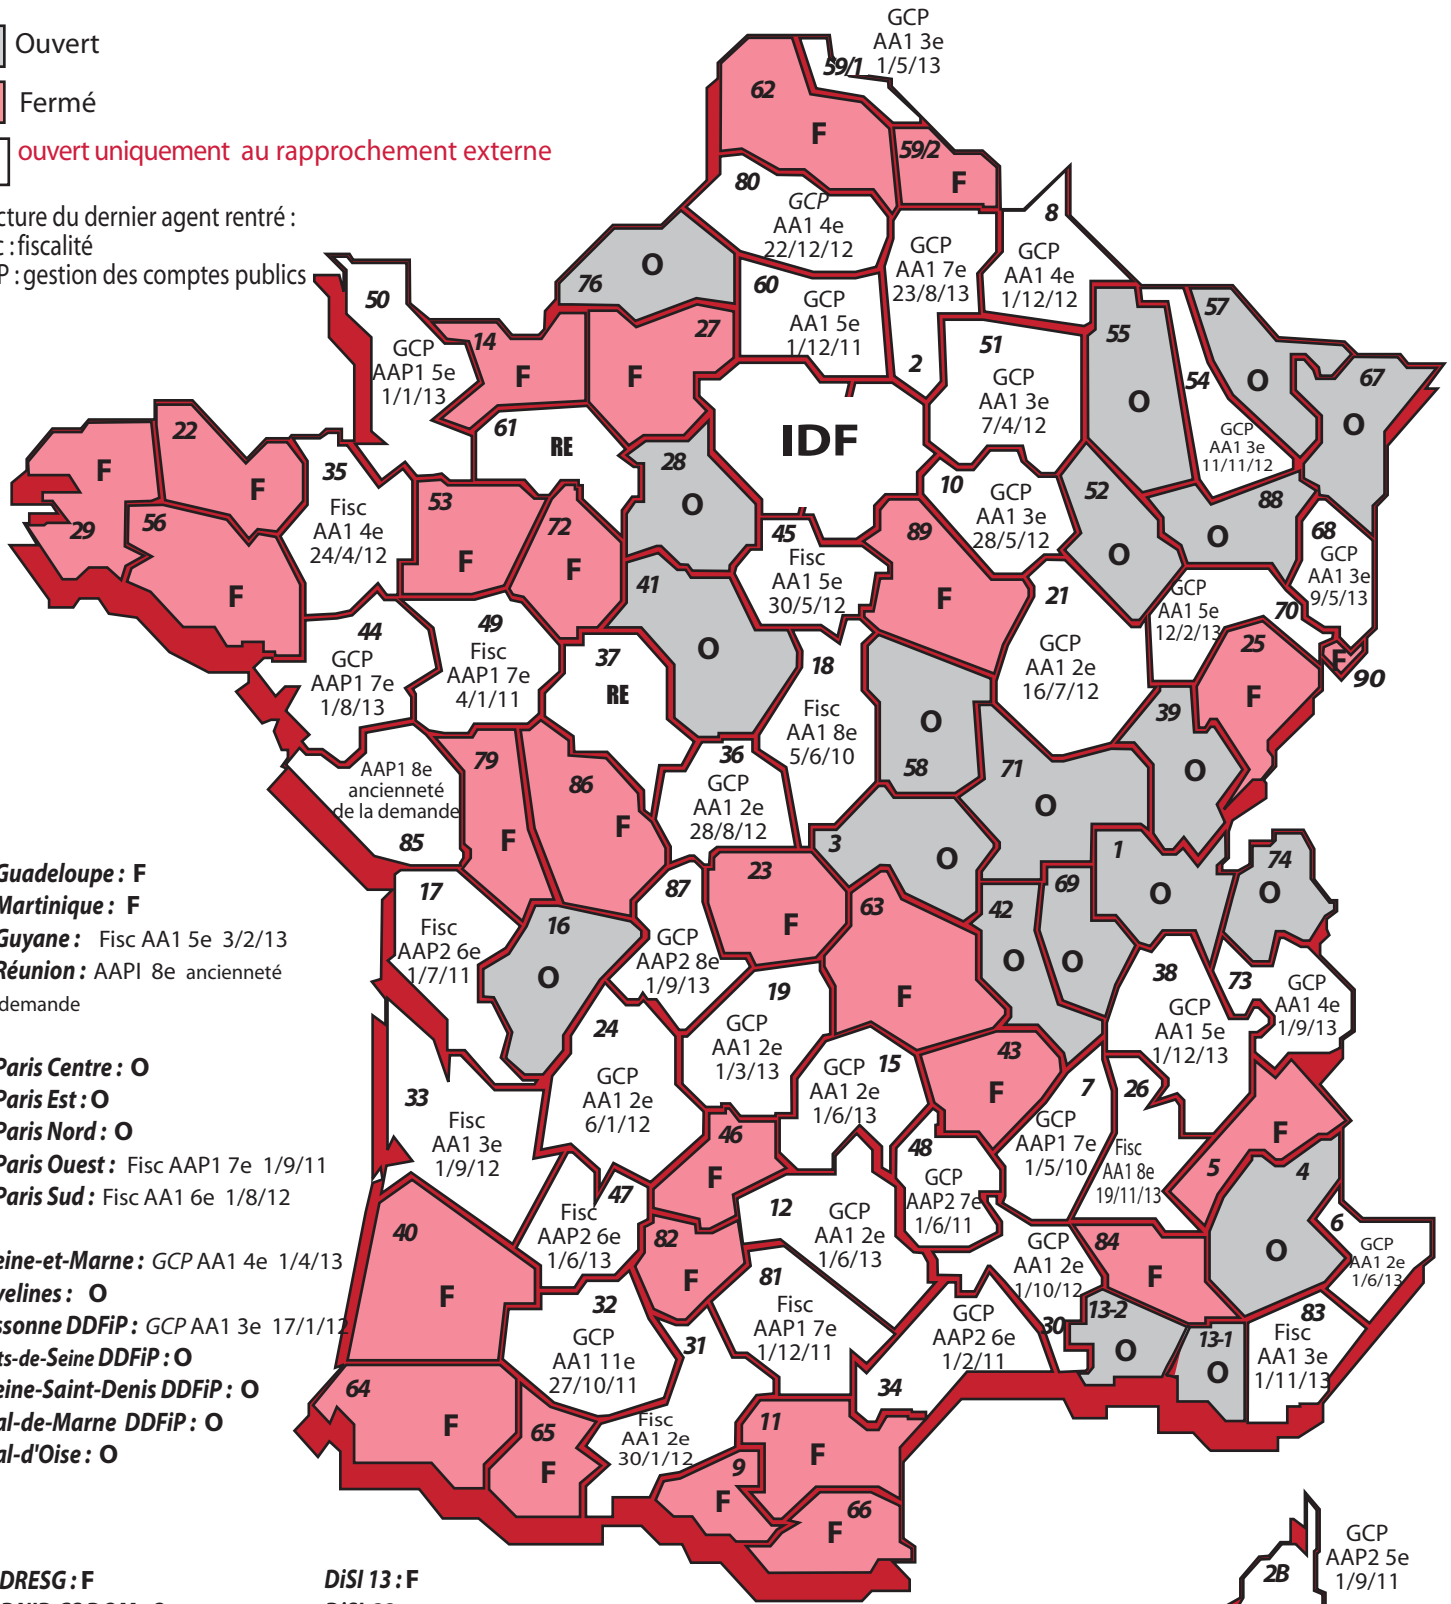 Ouvert
Fermé
ouvert uniquement au rapprochement externe
cture du dernier agent rentré :
: fiscalité
P : gestion des comptes publics
GCP
AA1 3e
1/5/13
59/1
62
F
59/2
F
80
GCP
AA1 4e
22/12/12
8
GCP
AA1 4e
1/12/12
GCP
AA1 7e
23/8/13
2
76
O
60
GCP
AA1 5e
1/12/11
50
GCP
AAP1 5e
1/1/13
14
F
27
F
51
GCP
AA1 3e
7/4/12
55
O
57
O
54
GCP
AA1 3e
11/11/12
67
O
IDF
61
RE
22
F
F
29
56
F
35
Fisc
AA1 4e
24/4/12
53
F
72
F
28
O
10
GCP
AA1 3e
28/5/12
52
O
88
O
68
GCP
AA1 3e
9/5/13
45
Fisc
AA1 5e
30/5/12
89
F
41
O
21
GCP
AA1 2e
16/7/12
GCP
AA1 5e
12/2/13
70
25
F
F
90
44
GCP
AAP1 7e
1/8/13
49
Fisc
AAP1 7e
4/1/11
37
RE
18
Fisc
AA1 8e
5/6/10
O
58
39
O
71
O
36
GCP
AA1 2e
28/8/12
AAP1 8e
ancienneté
de la demande
85
79
F
86
F
3
O
1
O
74
O
Guadeloupe : F
Martinique : F
Guyane : Fisc AA1 5e 3/2/13
Réunion : AAPI 8e ancienneté
demande
17
Fisc
AAP2 6e
1/7/11
16
O
87
GCP
AAP2 8e
1/9/13
23
F
63
F
42
O
69
O
38
GCP
AA1 5e
1/12/13
73
GCP
AA1 4e
1/9/13
19
GCP
AA1 2e
1/3/13
24
GCP
AA1 2e
6/1/12
15
GCP
AA1 2e
1/6/13
43
F
7
GCP
AAP1 7e
1/5/10
26
Fisc
AA1 8e
19/11/13
F
5
4
O
Paris Centre : O
Paris Est : O
Paris Nord : O
Paris Ouest : Fisc AAP1 7e 1/9/11
Paris Sud : Fisc AA1 6e 1/8/12
33
Fisc
AA1 3e
1/9/12
46
F
48
GCP
AAP2 7e
1/6/11
47
Fisc
AAP2 6e
1/6/13
12
GCP
AA1 2e
1/6/13
6
GCP
AA1 2e
1/6/13
eine-et-Marne : GCP AA1 4e 1/4/13
velines : O
ssonne DDFiP : GCP AA1 3e 17/1/12
ts-de-Seine DDFiP : O
eine-Saint-Denis DDFiP : O
al-de-Marne DDFiP : O
al-d'Oise : O
40
F
82
F
81
Fisc
AAP1 7e
1/12/11
GCP
AA1 2e
1/10/12
30
84
F
13-2
O
13-1
O
83
Fisc
AA1 3e
1/11/13
32
GCP
AA1 11e
27/10/11
31
Fisc
AA1 2e
30/1/12
GCP
AAP2 6e
1/2/11
34
64
F
65
F
11
F
9
F
66
F
2B
GCP
AAP2 5e
1/9/11
DRESG : F
DiSI 13 : F